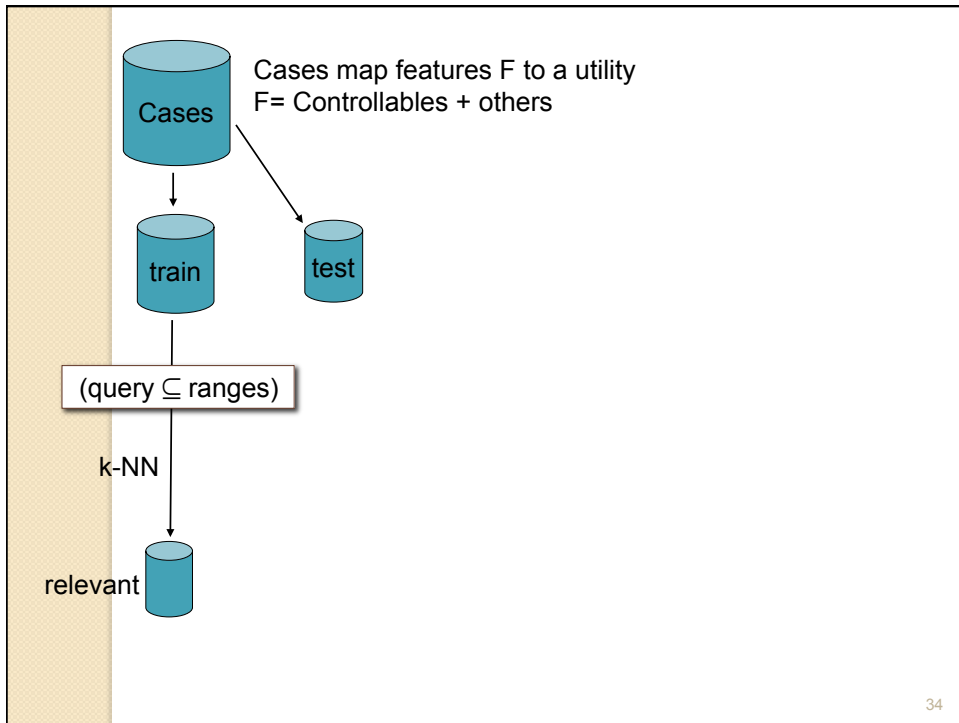 Cases map features F to a utility
F= Controllables + others
Cases
train
test
(query ⊆ ranges)
k-NN
relevant
34